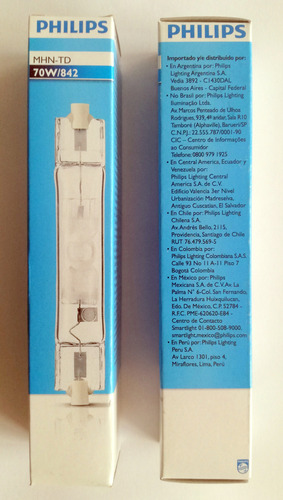 PHILIPS
MHN-TD
70W/842
PHILIPS
Importado y/o distribuido por:
• En Argentina por: Philips
Lighting Argentina S.A.
Vedia 3892 - C1430DAL
Buenos Aires - Capital Federal
• No Brasil por: Philips Lighting
Iluminação Ltda.
Av. Marcos Penteado de Ulhôa
Rodrigues, 939, 4º andar, Sala R10
Tamboré (Alphaville), Barueri/SP
C.N.P.J.: 22.555.787/0001-90
CIC – Centro de Informações
ao Consumidor
Telefone: 0800 979 1925
• En Central America, Ecuador y
Venezuela por:
Philips Lighting Central
America S.A. de C.V.
Edificio Valencia 3er Nivel
Urbanización Madreselva,
Antiguo Cuscatlan, El Salvador
• En Chile por: Philips Lighting
Chilena S.A.
Av. Andrés Bello, 2115,
Providencia, Santiago de Chile
RUT 76.479.569-5
• En Colombia por:
Philips Lighting Colombiana S.A.S
Calle 93 No 11 A-11 Piso 7
Bogotá Colombia
• En México por: Philips
Mexicana S.A. de C.V. Av. La
Palma N° 6-Col. San Fernando,
La Herradura Huixquilucan,
Edo. De México, C.P. 53784 -
R.F.C. PME-620620-E84 -
Centro de Contacto
Smartlight 01-800-508-9000.
smartlight.mexico@philips.com
• En Perú por: Philips Lighting
Peru S.A.
Av Larco 1301, piso 4,
Miraflores, Lima, Perú